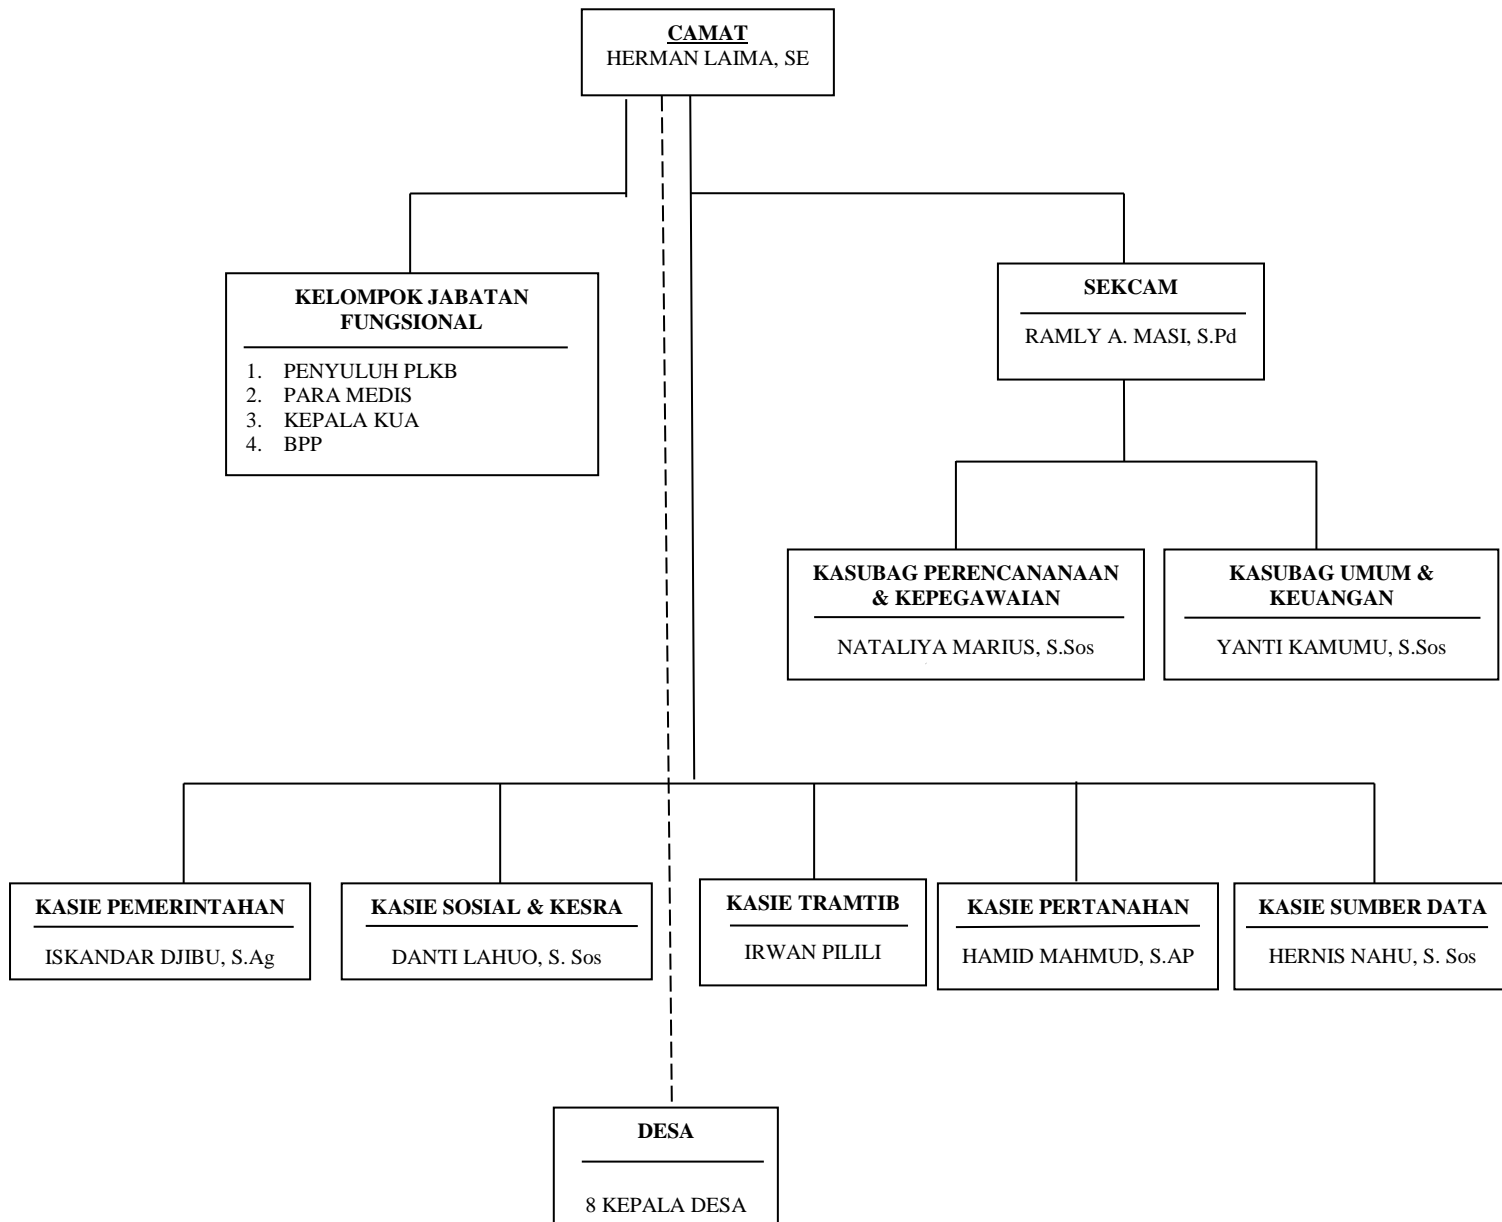 CAMAT
HERMAN LAIMA, SE
KELOMPOK JABATAN
FUNGSIONAL
1. PENYULUH PLKB
2. PARA MEDIS
3. KEPALA KUA
4. BPP
SEKCAM
RAMLY A. MASI, S.Pd
KASUBAG PERENCANANAAN
& KEPEGAWAIAN
NATALIYA MARIUS, S.Sos
KASUBAG UMUM &
KEUANGAN
YANTI KAMUMU, S.Sos
KASIE PEMERINTAHAN
ISKANDAR DJIBU, S.Ag
KASIE SOSIAL & KESRA
DANTI LAHUO, S. Sos
KASIE TRAMTIB
IRWAN PILILI
KASIE PERTANAHAN
HAMID MAHMUD, S.AP
KASIE SUMBER DATA
HERNIS NAHU, S. Sos
DESA
8 KEPALA DESA